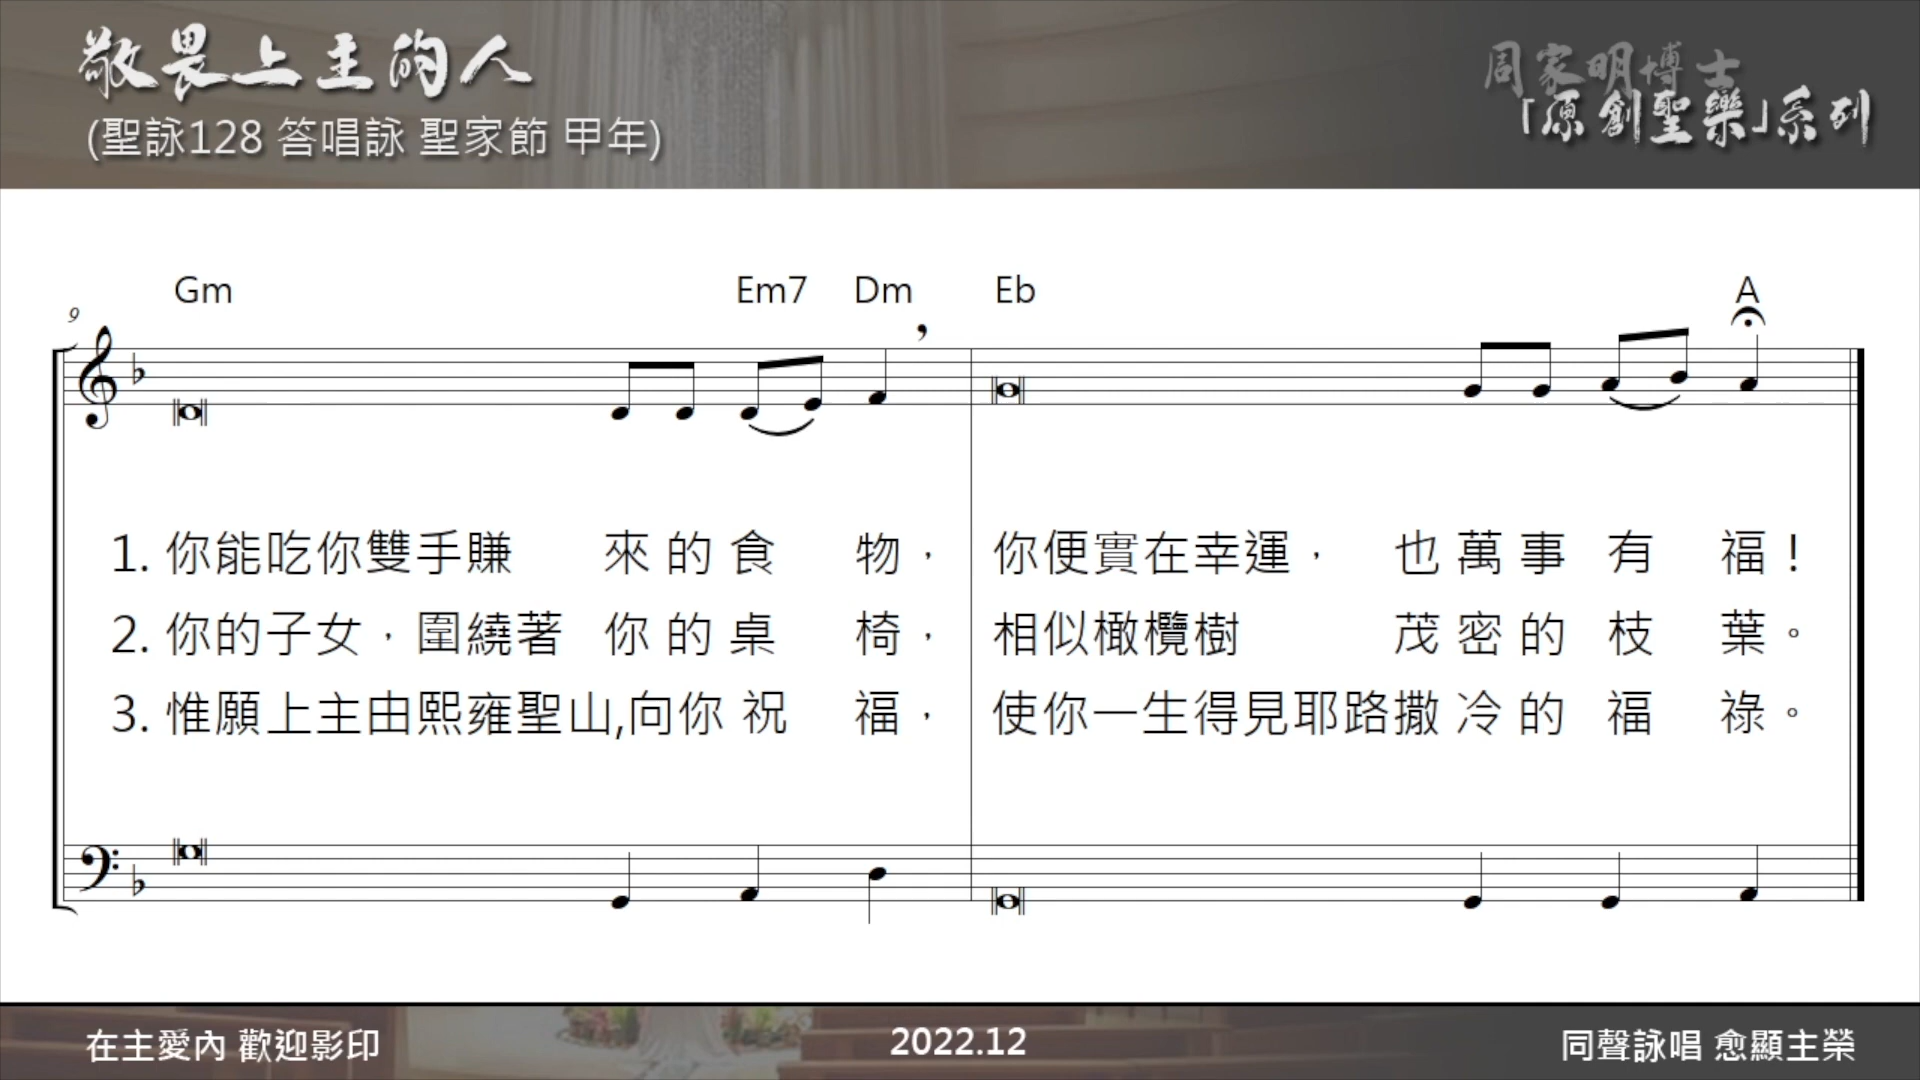 敬畏上主的人
(聖詠128 答唱詠 聖家節 甲年)
周家明博士
「原創聖樂」系列
Gm Em7 Dm Eb A
9
1. 你能吃你雙手賺來的食物，你便實在幸運，也萬事有福！
2. 你的子女，圍繞著你的桌椅，相似橄欖樹茂密的枝葉。
3. 惟願上主由熙雍聖山,向你祝福，使你一生得見耶路撒冷的福祿。
在主愛內 歡迎影印
2022.12
同聲詠唱 愈顯主榮